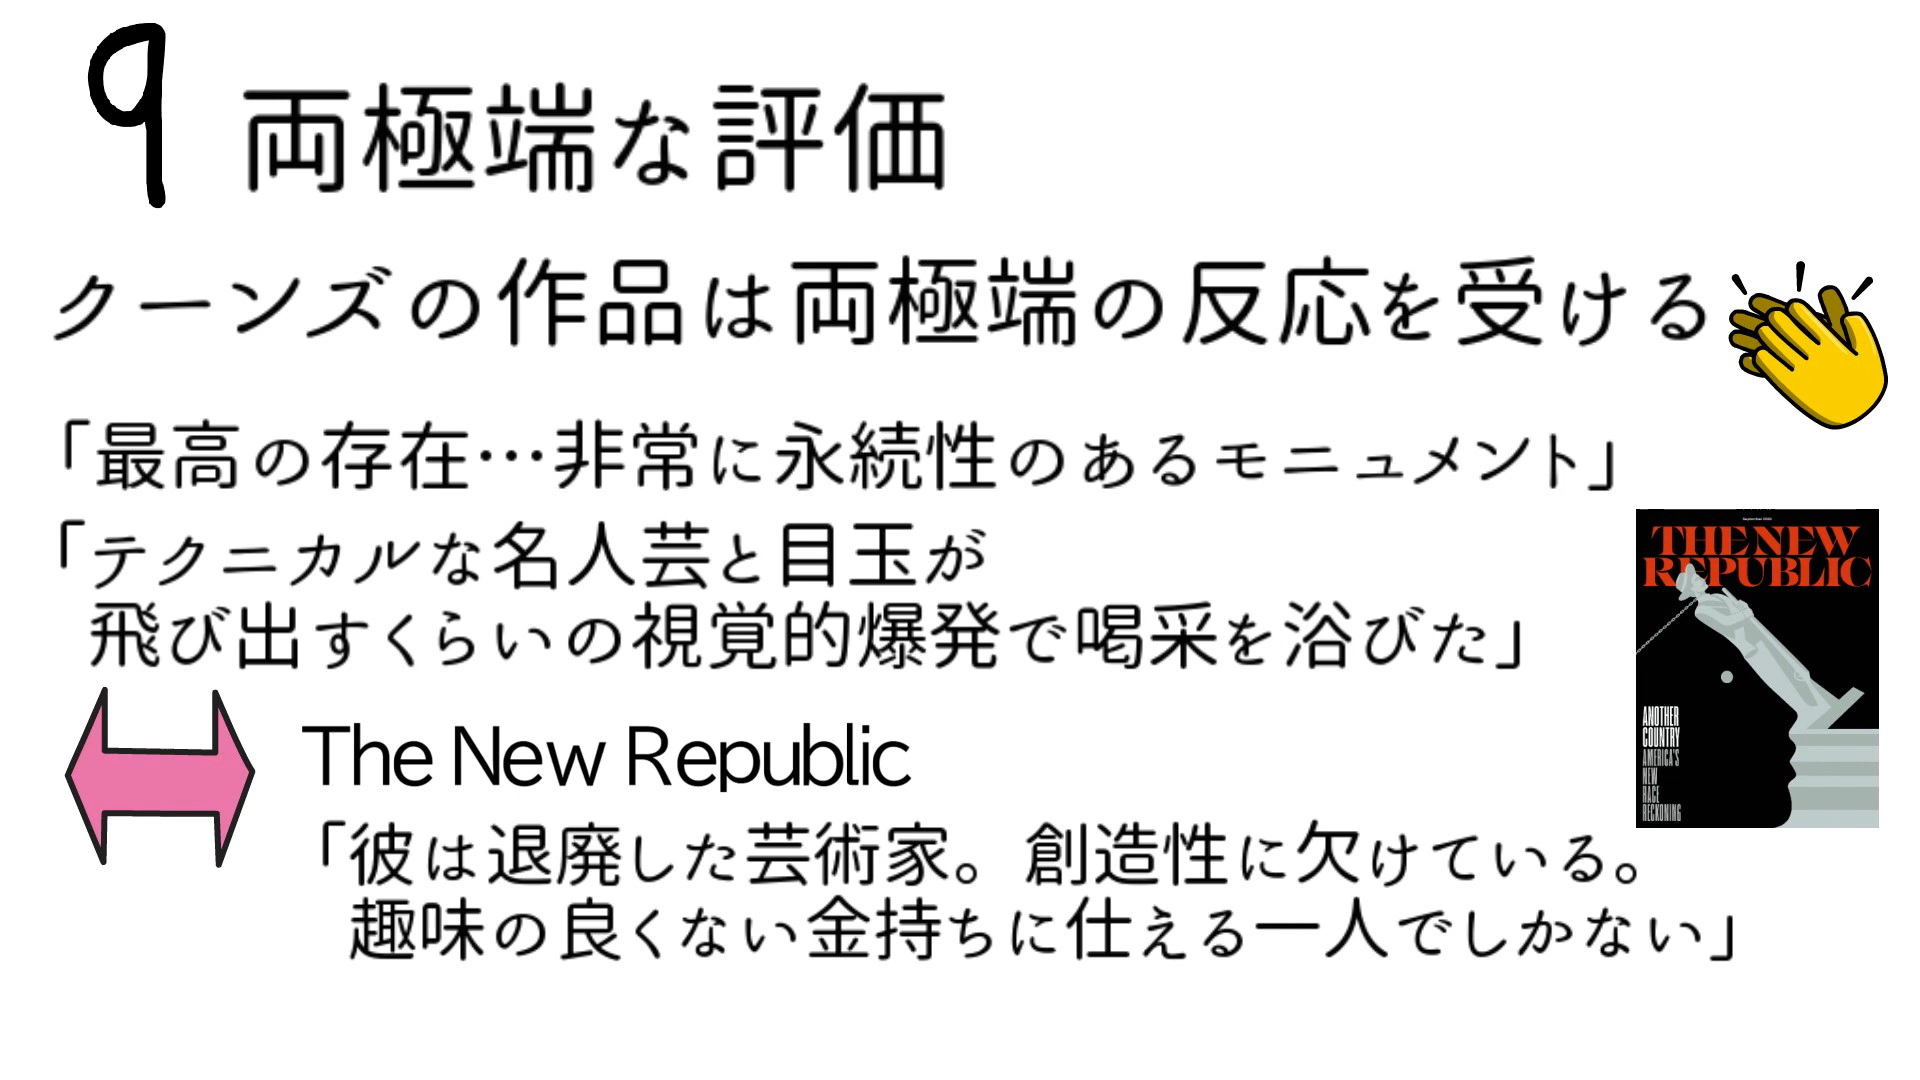 9 両極端な評価
クーンズの作品は両極端の反応を受ける
「最高の存在…非常に永続性のあるモニュメント」
「テクニカルな名人芸と目玉が
飛び出すくらいの視覚的爆発で喝采を浴びた」
THE NEW
REPUBLIC
ANOTHER
COUNTRY
AMERICA'S
NEW
RACE
RECKONING
The New Republic
「彼は退廃した芸術家。創造性に欠けている。
趣味の良くない金持ちに仕える一人でしかない」